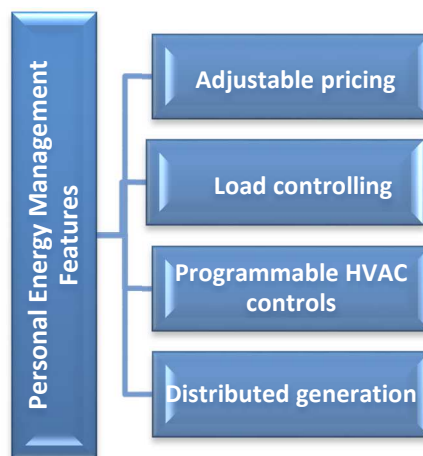 Personal Energy Management
Features
Adjustable pricing
Load controlling
Programmable HVAC
controls
Distributed generation